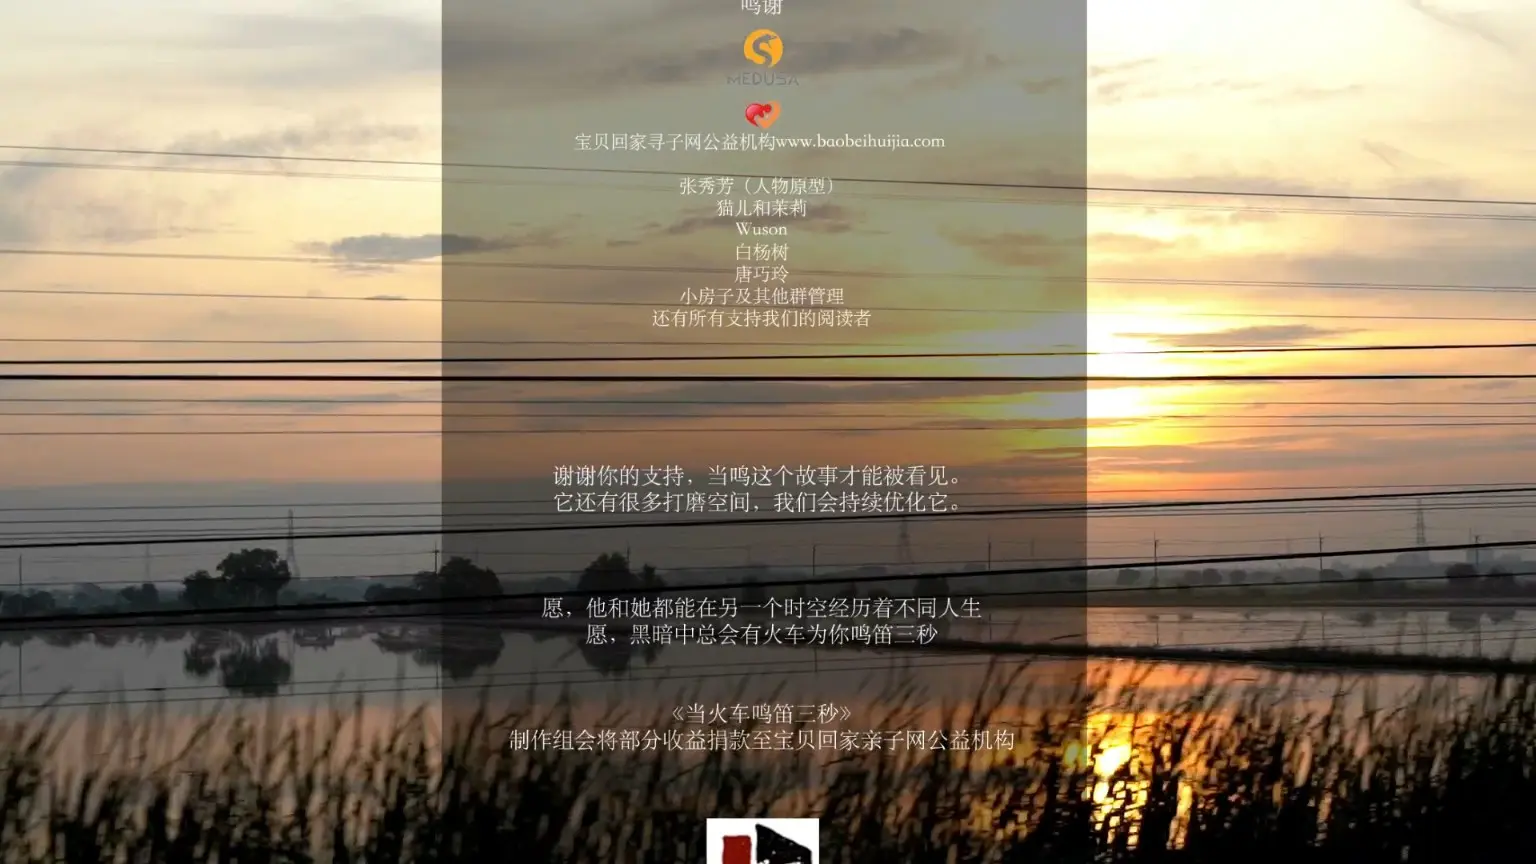 鸣谢
MEDUSA
宝贝回家寻子网公益机构www.baobeihuijia.com
张秀芳（人物原型）
猫儿和茉莉
Wuson
白杨树
唐巧玲
小房子及其他群管理
还有所有支持我们的阅读者
谢谢你的支持，当鸣这个故事才能被看见。
它还有很多打磨空间，我们会持续优化它。
愿，他和她都能在另一个时空经历着不同人生
愿，黑暗中总会有火车为你鸣笛三秒
《当火车鸣笛三秒》
制作组会将部分收益捐款至宝贝回家亲子网公益机构